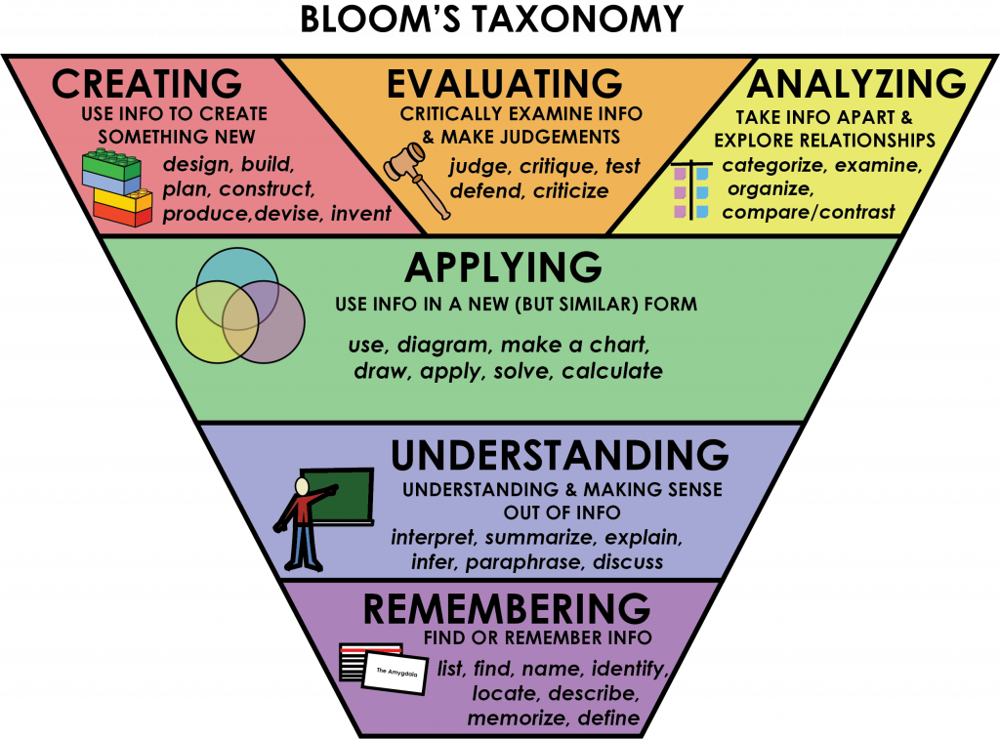 BLOOM'S TAXONOMY
CREATING
USE INFO TO CREATE
SOMETHING NEW
design, build,
plan, construct,
produce,devise, invent
EVALUATING
CRITICALLY EXAMINE INFO
& MAKE JUDGEMENTS
judge, critique, test
defend, criticize
ANALYZING
TAKE INFO APART &
EXPLORE RELATIONSHIPS
categorize, examine,
organize,
compare/contrast
APPLYING
USE INFO IN A NEW (BUT SIMILAR) FORM
use, diagram, make a chart,
draw, apply, solve, calculate
UNDERSTANDING
UNDERSTANDING & MAKING SENSE
OUT OF INFO
interpret, summarize, explain,
infer, paraphrase, discuss
REMEMBERING
FIND OR REMEMBER INFO
The Amygdala
list, find, name, identify,
locate, describe,
memorize, define